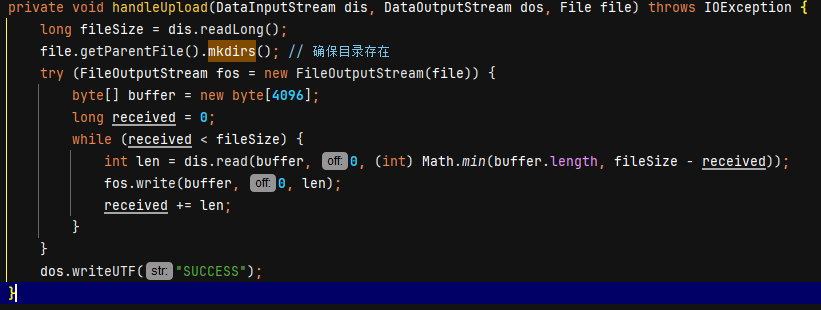 private void handleUpload(DataInputStream dis, DataOutputStream dos, File file) throws IOException {
    long fileSize = dis.readLong();
    file.getParentFile().mkdirs(); // 确保目录存在
    try (FileOutputStream fos = new FileOutputStream(file)) {
        byte[] buffer = new byte[4096];
        long received = 0;
        while (received < fileSize) {
            int len = dis.read(buffer, off: 0, (int) Math.min(buffer.length, fileSize - received));
            fos.write(buffer, off: 0, len);
            received += len;
        }
    }
    dos.writeUTF( str: "SUCCESS");
}